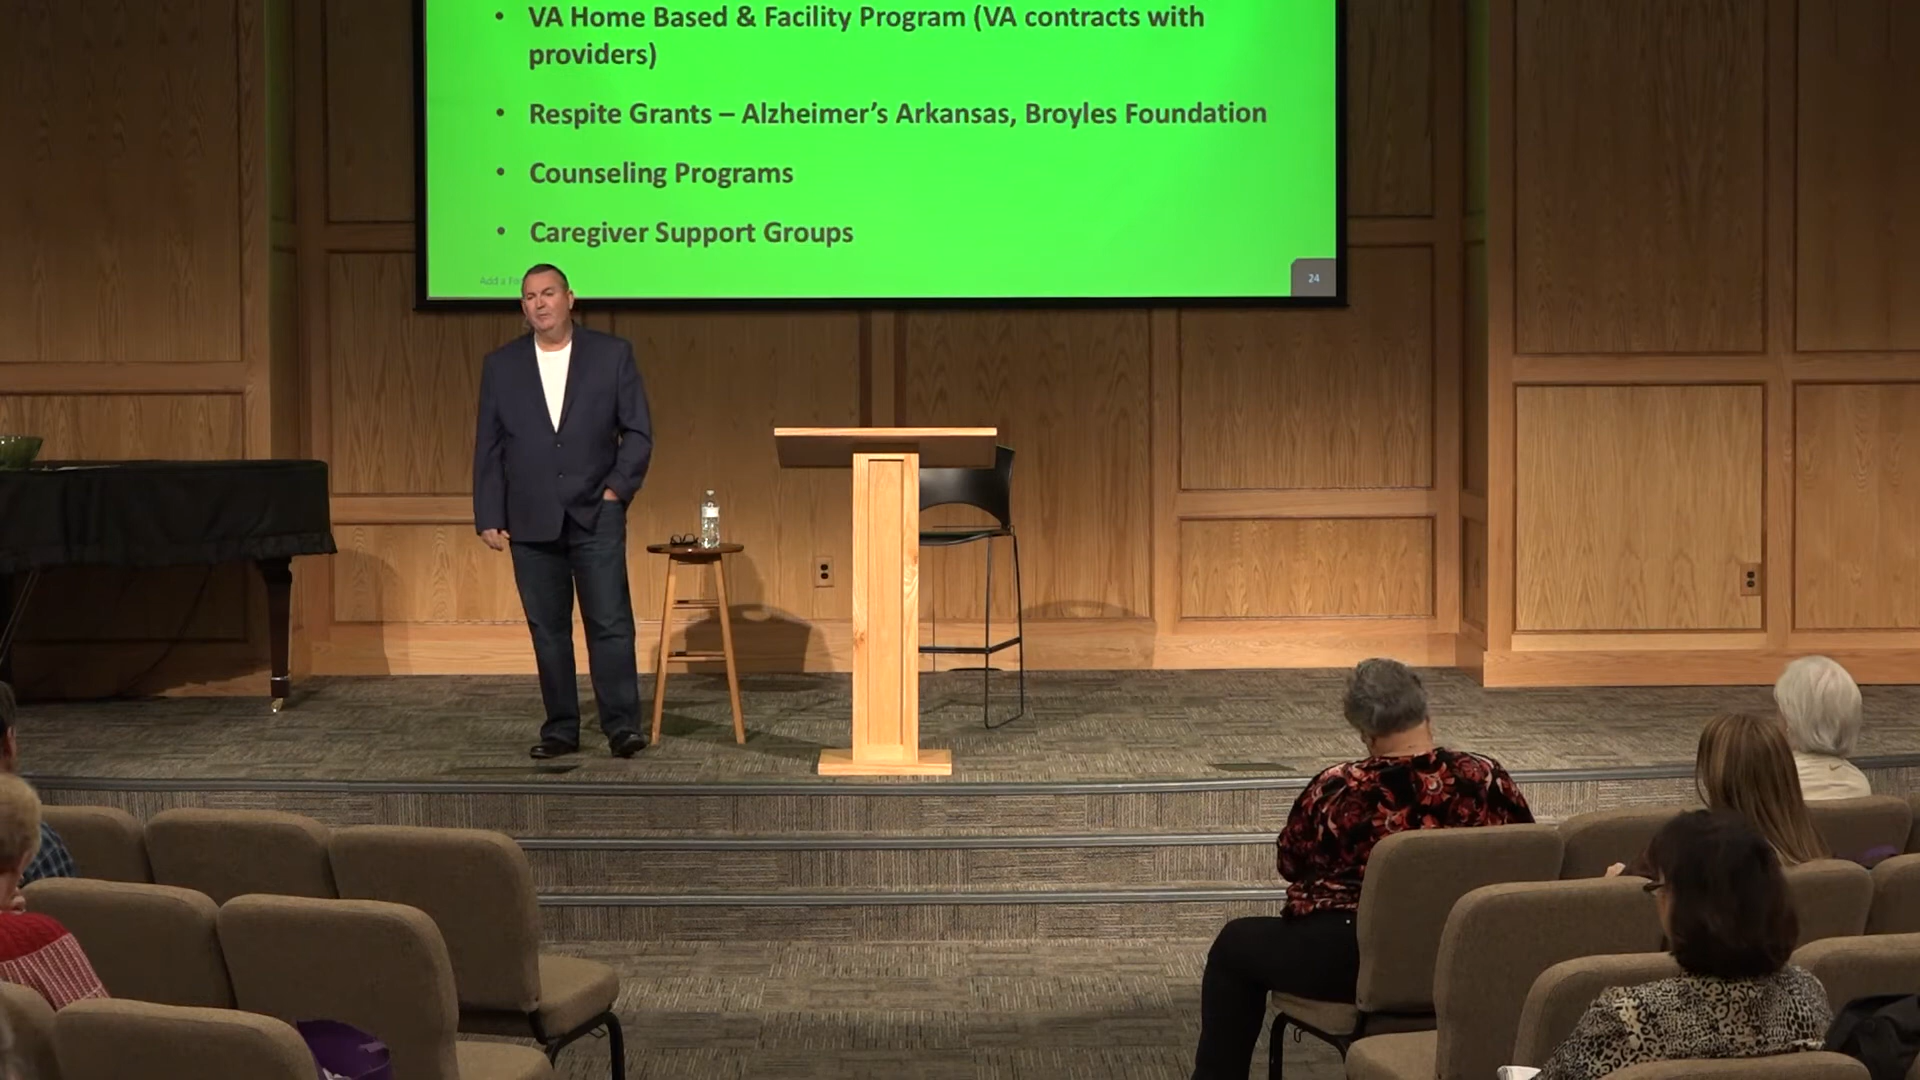 • VA Home Based & Facility Program (VA contracts with
providers)
• Respite Grants – Alzheimer's Arkansas, Broyles Foundation
• Counseling Programs
• Caregiver Support Groups
Add a
24